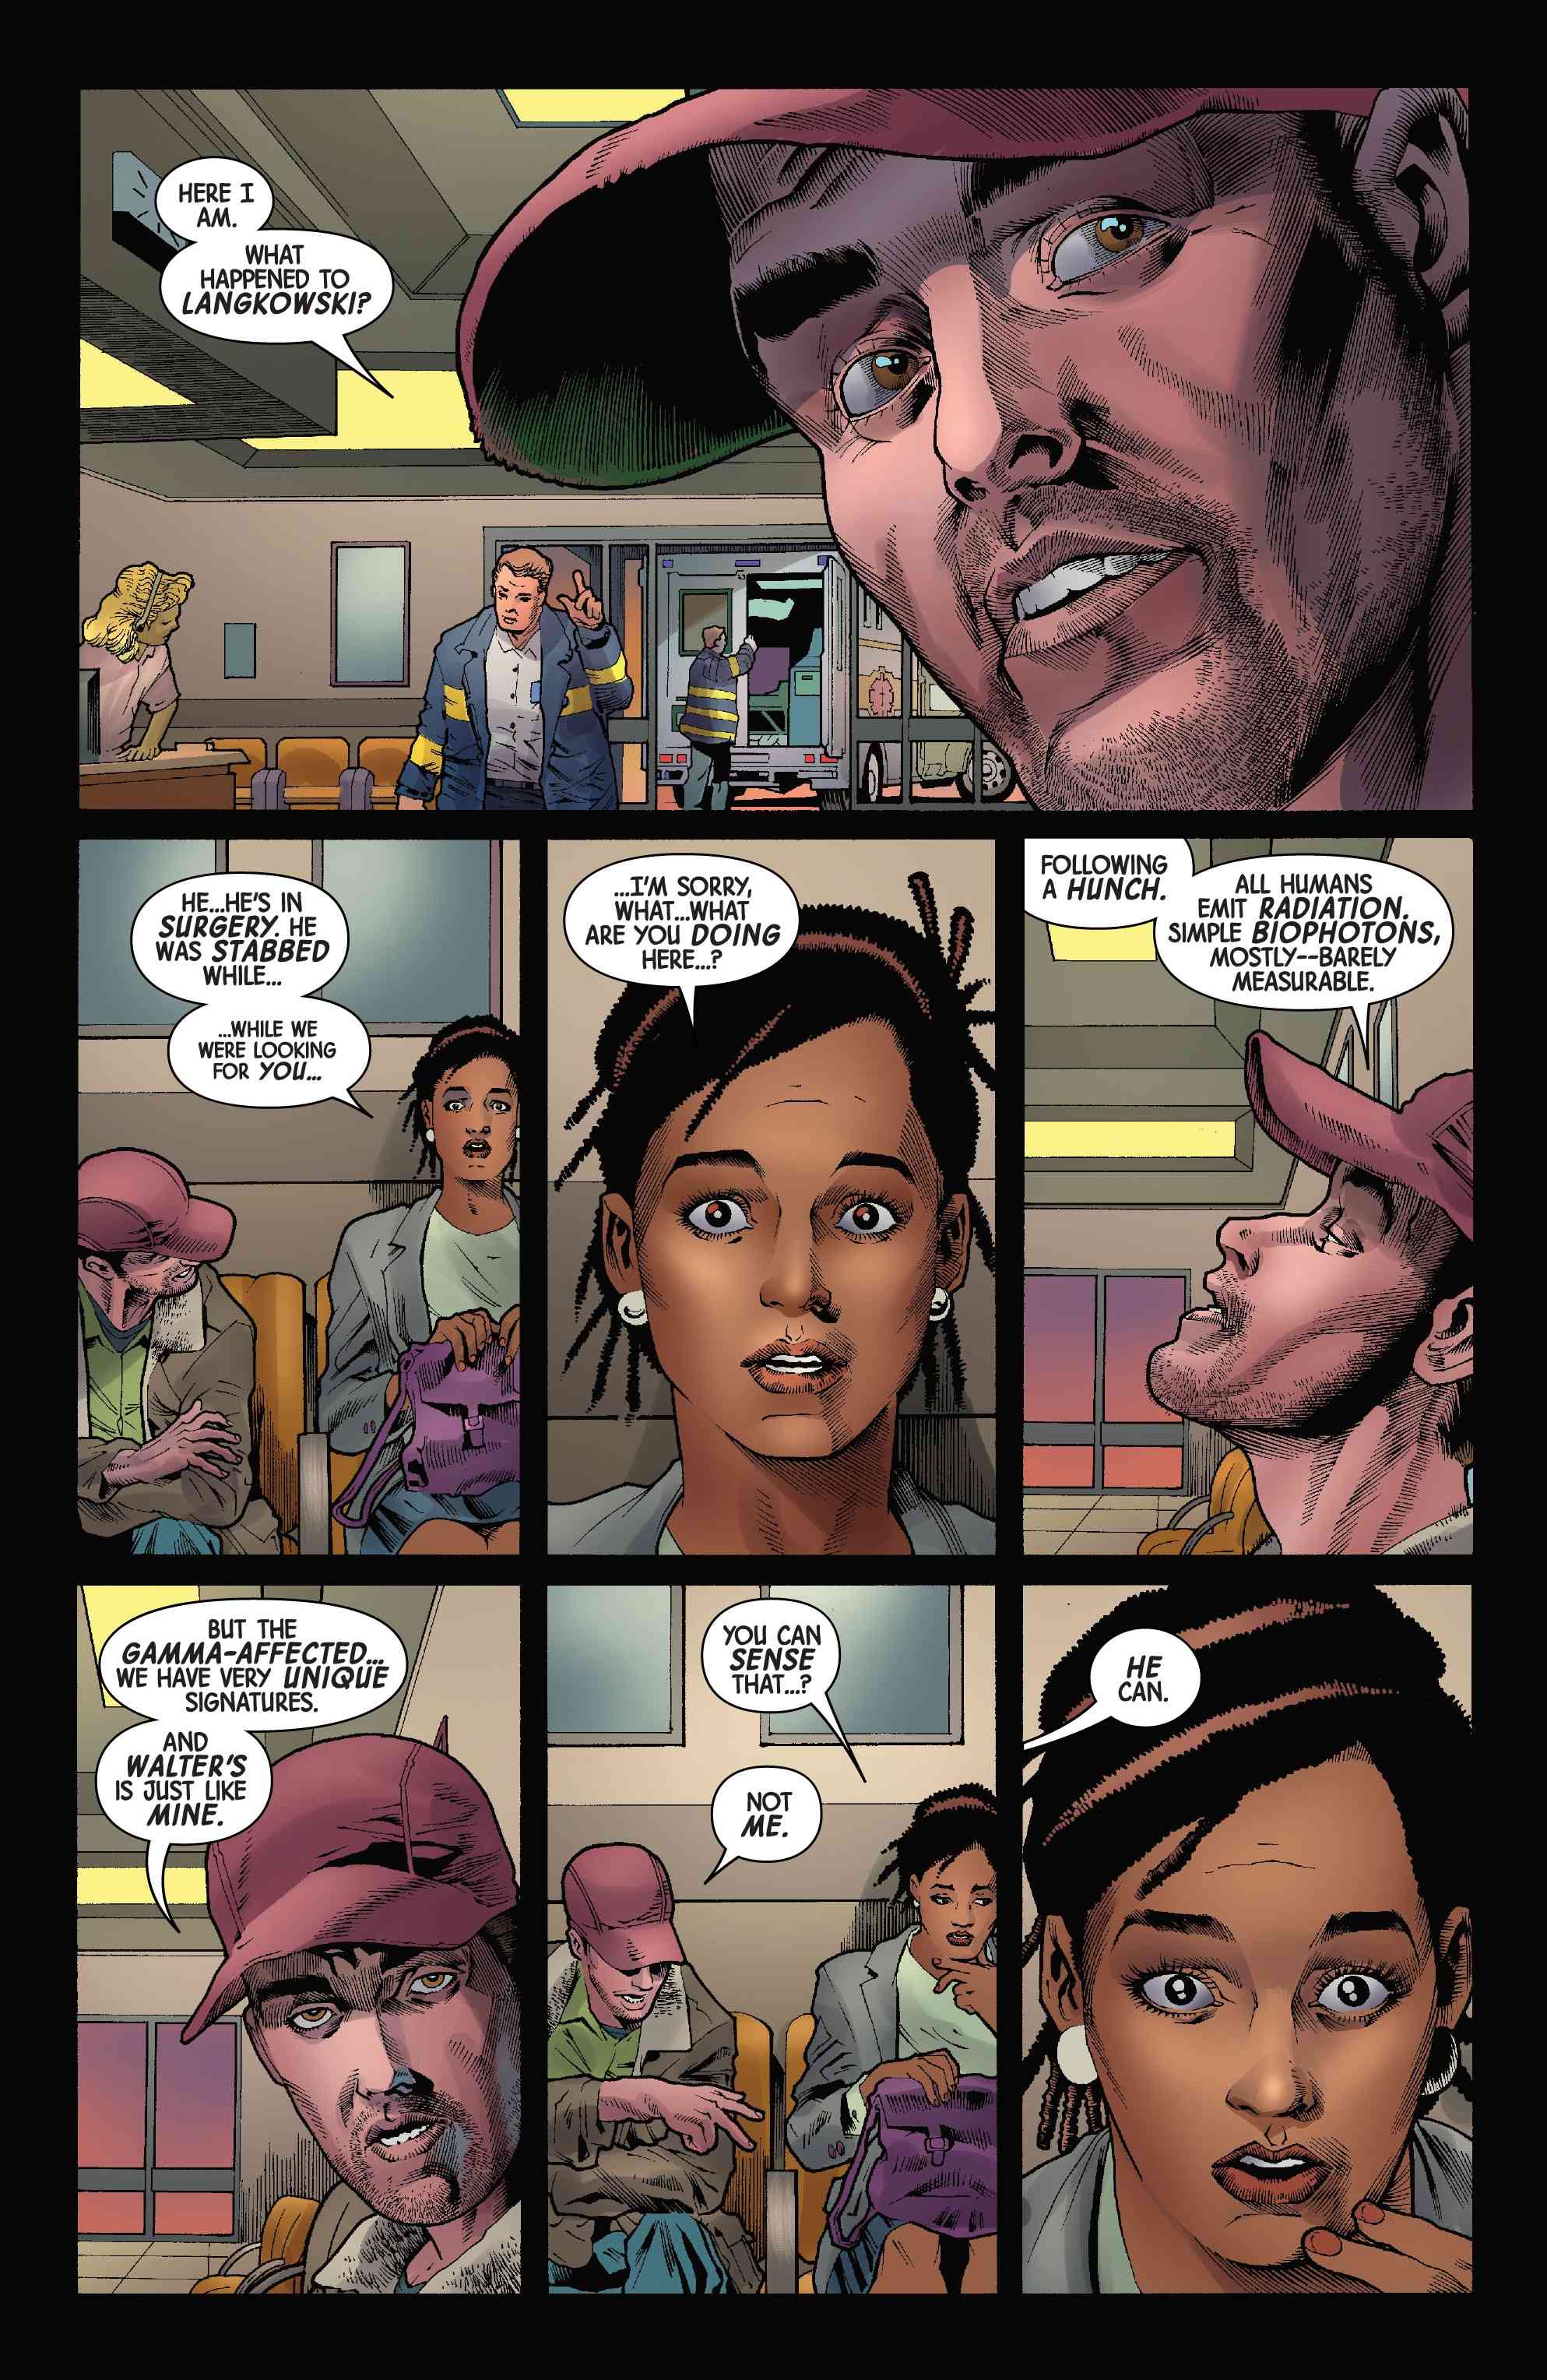 HERE I
AM.
WHAT
HAPPENED TO
LANGKOWSKI?
HE...HE'S IN
SURGERY. HE
WAS STABBED
WHILE...
...WHILE WE
WERE LOOKING
FOR YOU...
...I'M SORRY,
WHAT...WHAT
ARE YOU DOING
HERE...?
FOLLOWING
A HUNCH.
ALL HUMANS
EMIT RADIATION.
SIMPLE BIOPHOTONS,
MOSTLY--BARELY
MEASURABLE.
BUT THE
GAMMA-AFFECTED...
WE HAVE VERY UNIQUE
SIGNATURES.
AND
WALTER'S
IS JUST LIKE
MINE.
YOU CAN
SENSE
THAT...?
NOT
ME.
HE
CAN.